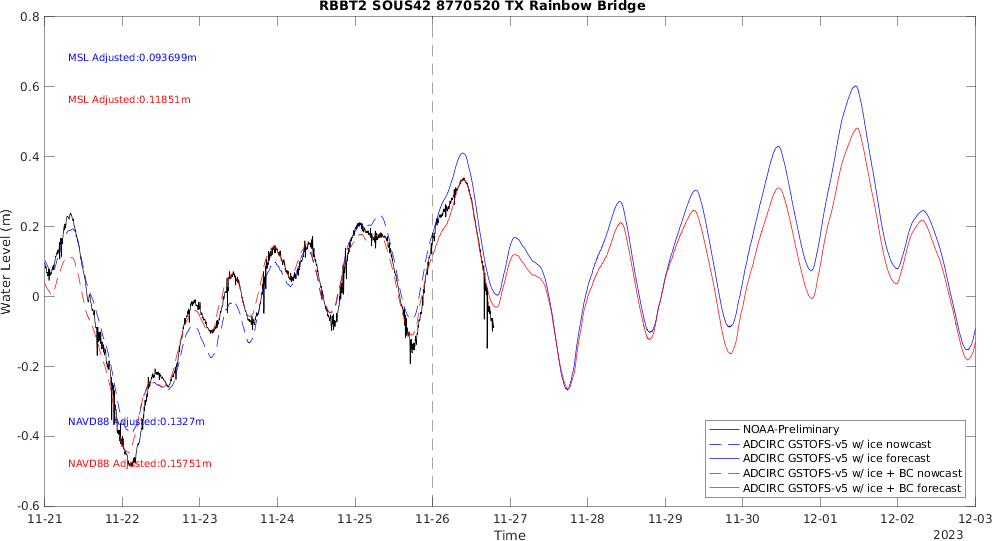 RBBT2 SOUS42 8770520 TX Rainbow Bridge
0.8
0.6
0.4
0.2
0
-0.2
-0.4
-0.6
Water Level (m)
MSL Adjusted:0.093699m
MSL Adjusted:0.11851m
NAVD88 Adjusted:0.1327m
NAVD88 Adjusted:0.15751m
NOAA-Preliminary
ADCIRC GSTOFS-v5 w/ ice nowcast
ADCIRC GSTOFS-v5 w/ ice forecast
ADCIRC GSTOFS-v5 w/ ice + BC nowcast
ADCIRC GSTOFS-v5 w/ ice + BC forecast
11-21 11-22 11-23 11-24 11-25 11-26 11-27 11-28 11-29 11-30 12-01 12-02 12-03
Time
2023